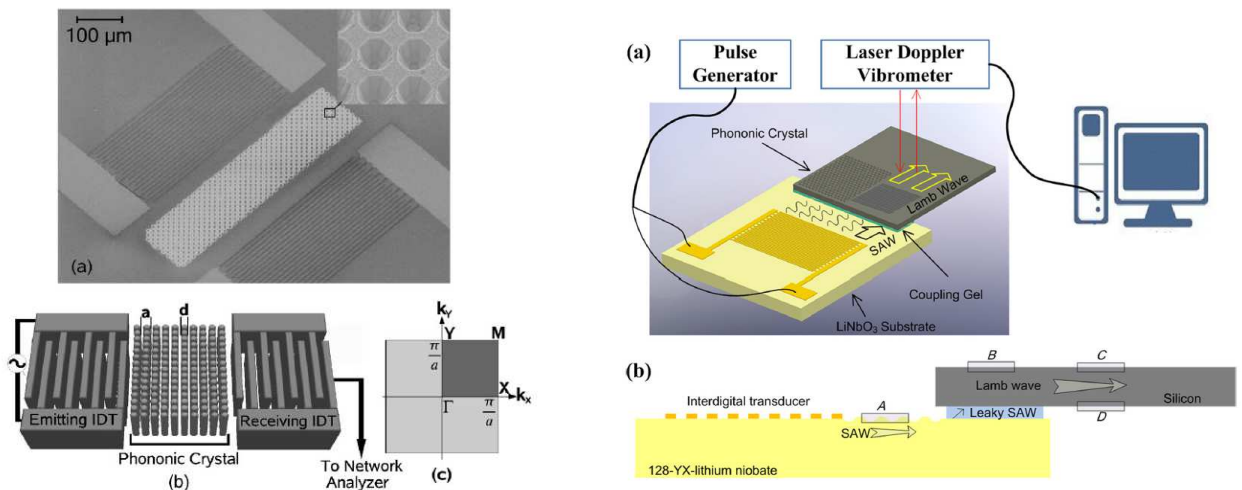 100 µm
(a)
a
d
Emitting IDT
Receiving IDT
Phononic Crystal
(b)
To Network
Analyzer
k_Y
Y
M
π
a
Γ
X
k_X
π
a
(c)
(a)
Pulse
Generator
Laser Doppler
Vibrometer
Phononic Crystal
Lamb Wave
SAW
Coupling Gel
LiNbO₃ Substrate
(b)
B
C
Lamb wave
Silicon
Interdigital transducer
A
D
Leaky SAW
SAW
128-YX-lithium niobate